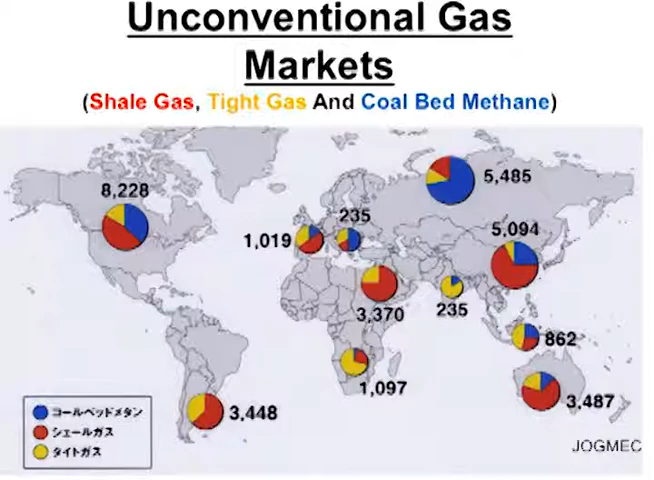 Unconventional Gas
Markets
(Shale Gas, Tight Gas And Coal Bed Methane)
8,228
5,485
235
1,019
5,094
3,370
235
862
1,097
3,448
3,487
コールベッドメタン
シェールガス
タイトガス
JOGMEC